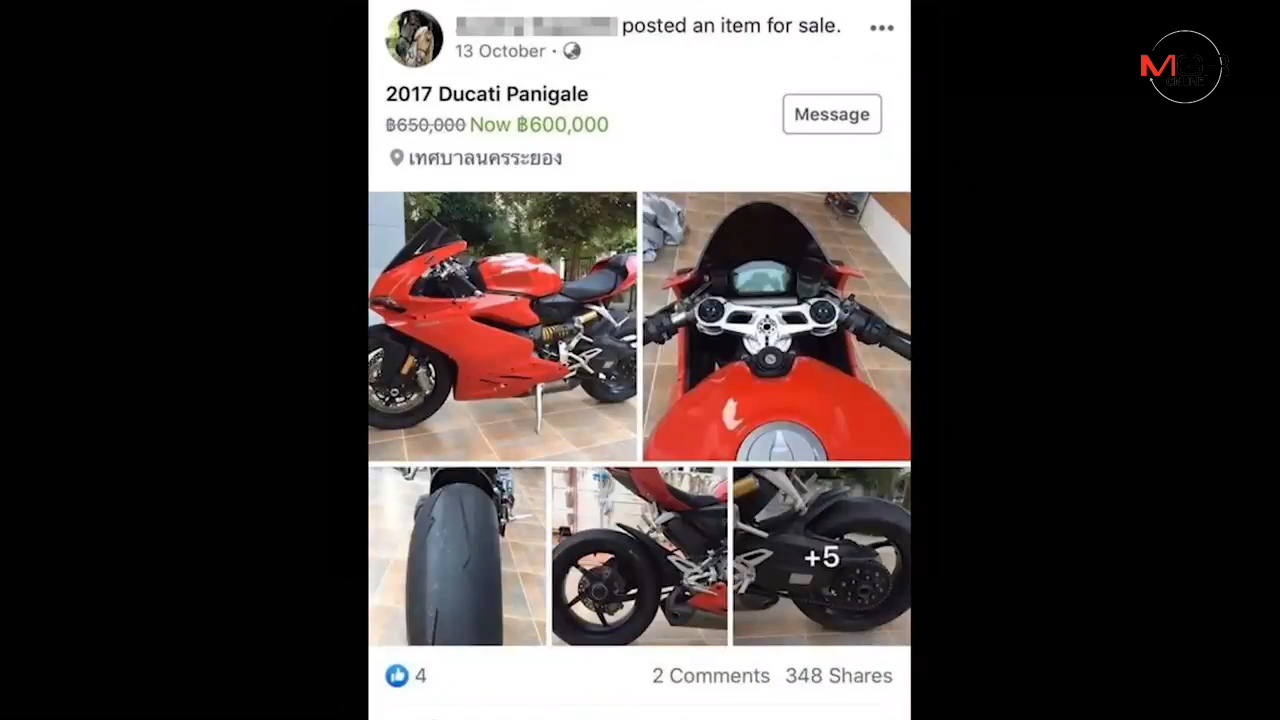 posted an item for sale.
13 October
2017 Ducati Panigale
฿650,000 Now ฿600,000
Message
เทศบาลนครระยอง
+5
4
2 Comments 348 Shares